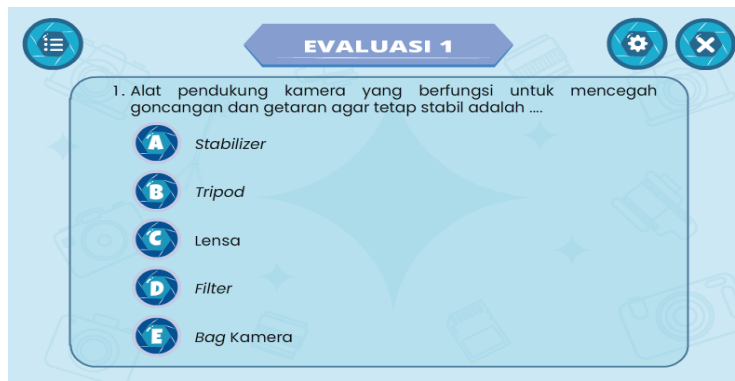 EVALUASI 1
1. Alat pendukung kamera yang berfungsi untuk mencegah
goncangan dan getaran agar tetap stabil adalah ....
A Stabilizer
B Tripod
C Lensa
D Filter
E Bag Kamera